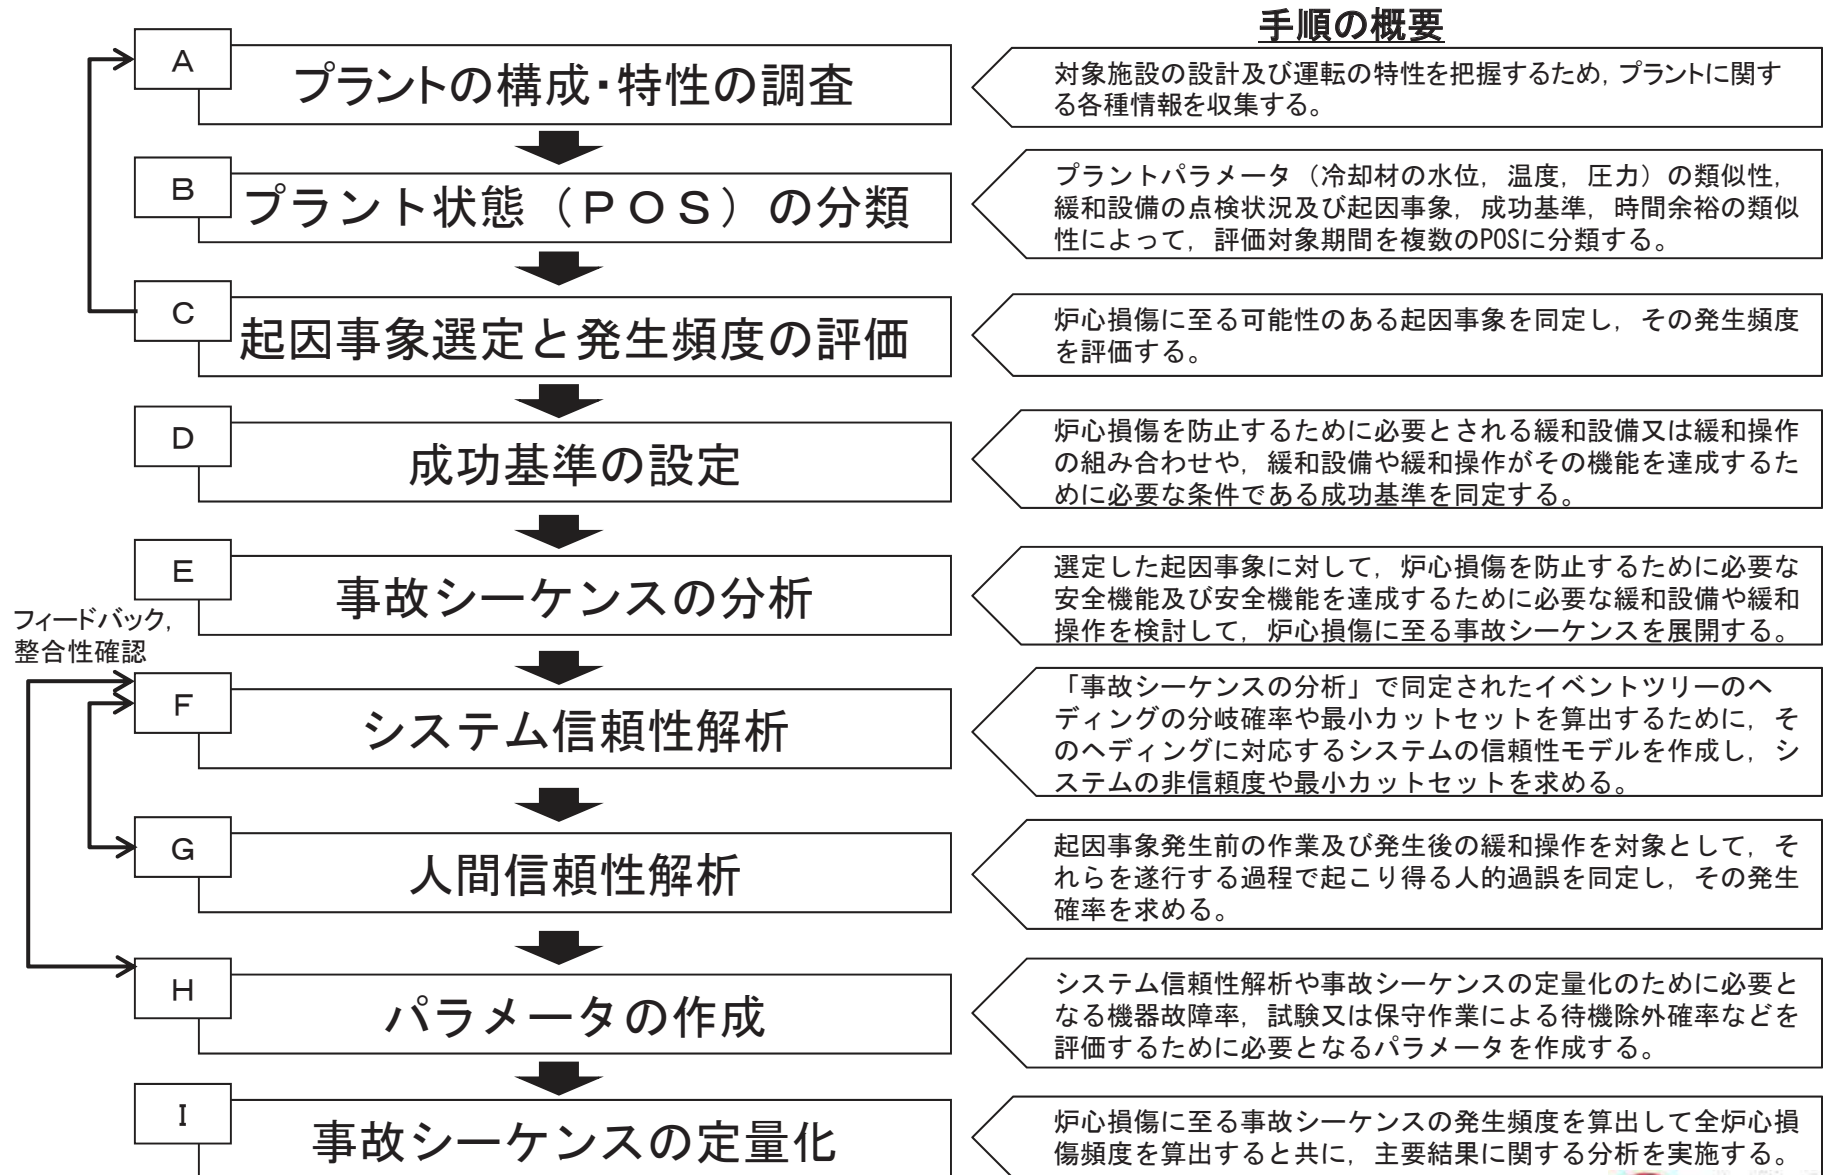 手順の概要
A
プラントの構成・特性の調査
対象施設の設計及び運転の特性を把握するため，プラントに関す
る各種情報を収集する。
B
プラント状態（ＰＯＳ）の分類
プラントパラメータ（冷却材の水位，温度，圧力）の類似性，
緩和設備の点検状況及び起因事象，成功基準，時間余裕の類似
性によって，評価対象期間を複数のPOSに分類する。
C
起因事象選定と発生頻度の評価
炉心損傷に至る可能性のある起因事象を同定し，その発生頻度
を評価する。
D
成功基準の設定
炉心損傷を防止するために必要とされる緩和設備又は緩和操作
の組み合わせや，緩和設備や緩和操作がその機能を達成するた
めに必要な条件である成功基準を同定する。
E
事故シーケンスの分析
選定した起因事象に対して，炉心損傷を防止するために必要な
安全機能及び安全機能を達成するために必要な緩和設備や緩和
操作を検討して，炉心損傷に至る事故シーケンスを展開する。
フィードバック，
整合性確認
F
システム信頼性解析
「事故シーケンスの分析」で同定されたイベントツリーのヘ
ディングの分岐確率や最小カットセットを算出するために，そ
のヘディングに対応するシステムの信頼性モデルを作成し，シ
ステムの非信頼度や最小カットセットを求める。
G
人間信頼性解析
起因事象発生前の作業及び発生後の緩和操作を対象として，そ
れらを遂行する過程で起こり得る人的過誤を同定し，その発生
確率を求める。
H
パラメータの作成
システム信頼性解析や事故シーケンスの定量化のために必要と
なる機器故障率，試験又は保守作業による待機除外確率などを
評価するために必要となるパラメータを作成する。
I
事故シーケンスの定量化
炉心損傷に至る事故シーケンスの発生頻度を算出して全炉心損
傷頻度を算出すると共に，主要結果に関する分析を実施する。